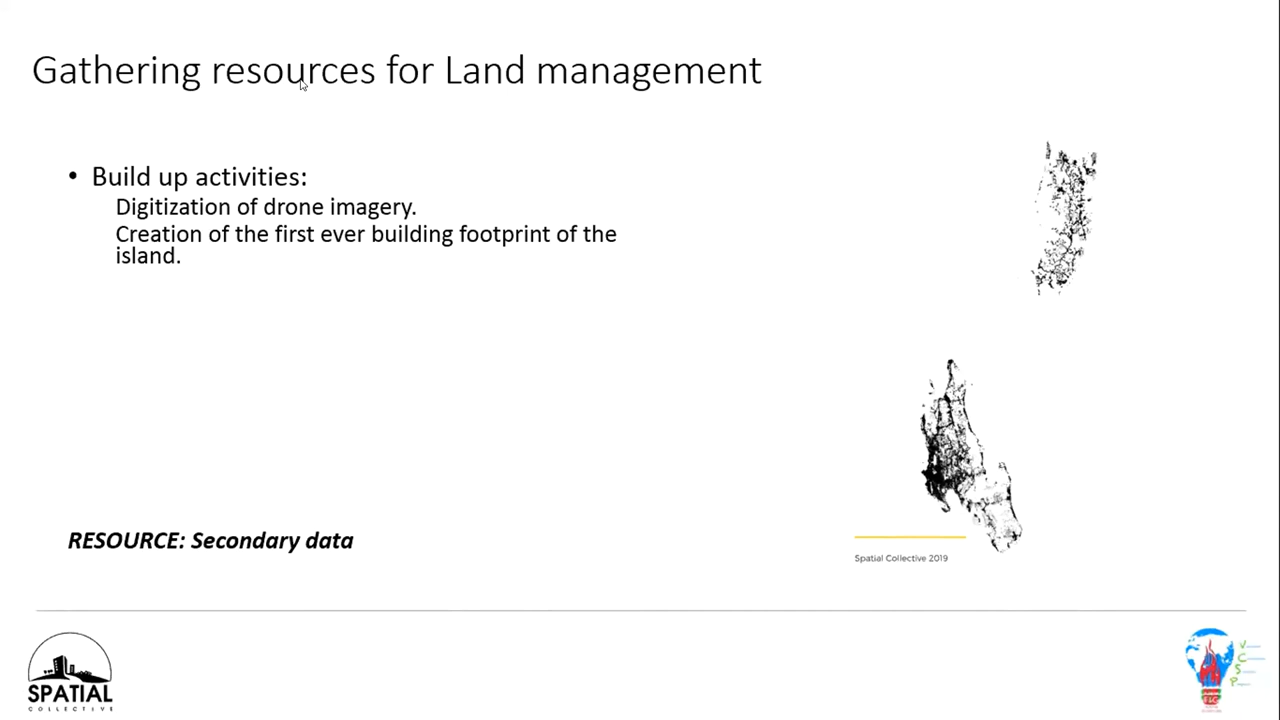 Gathering resources for Land management
• Build up activities:
Digitization of drone imagery.
Creation of the first ever building footprint of the
island.
RESOURCE: Secondary data
Spatial Collective 2019
SPATIAL
COLLECTIVE
V
C
S
P